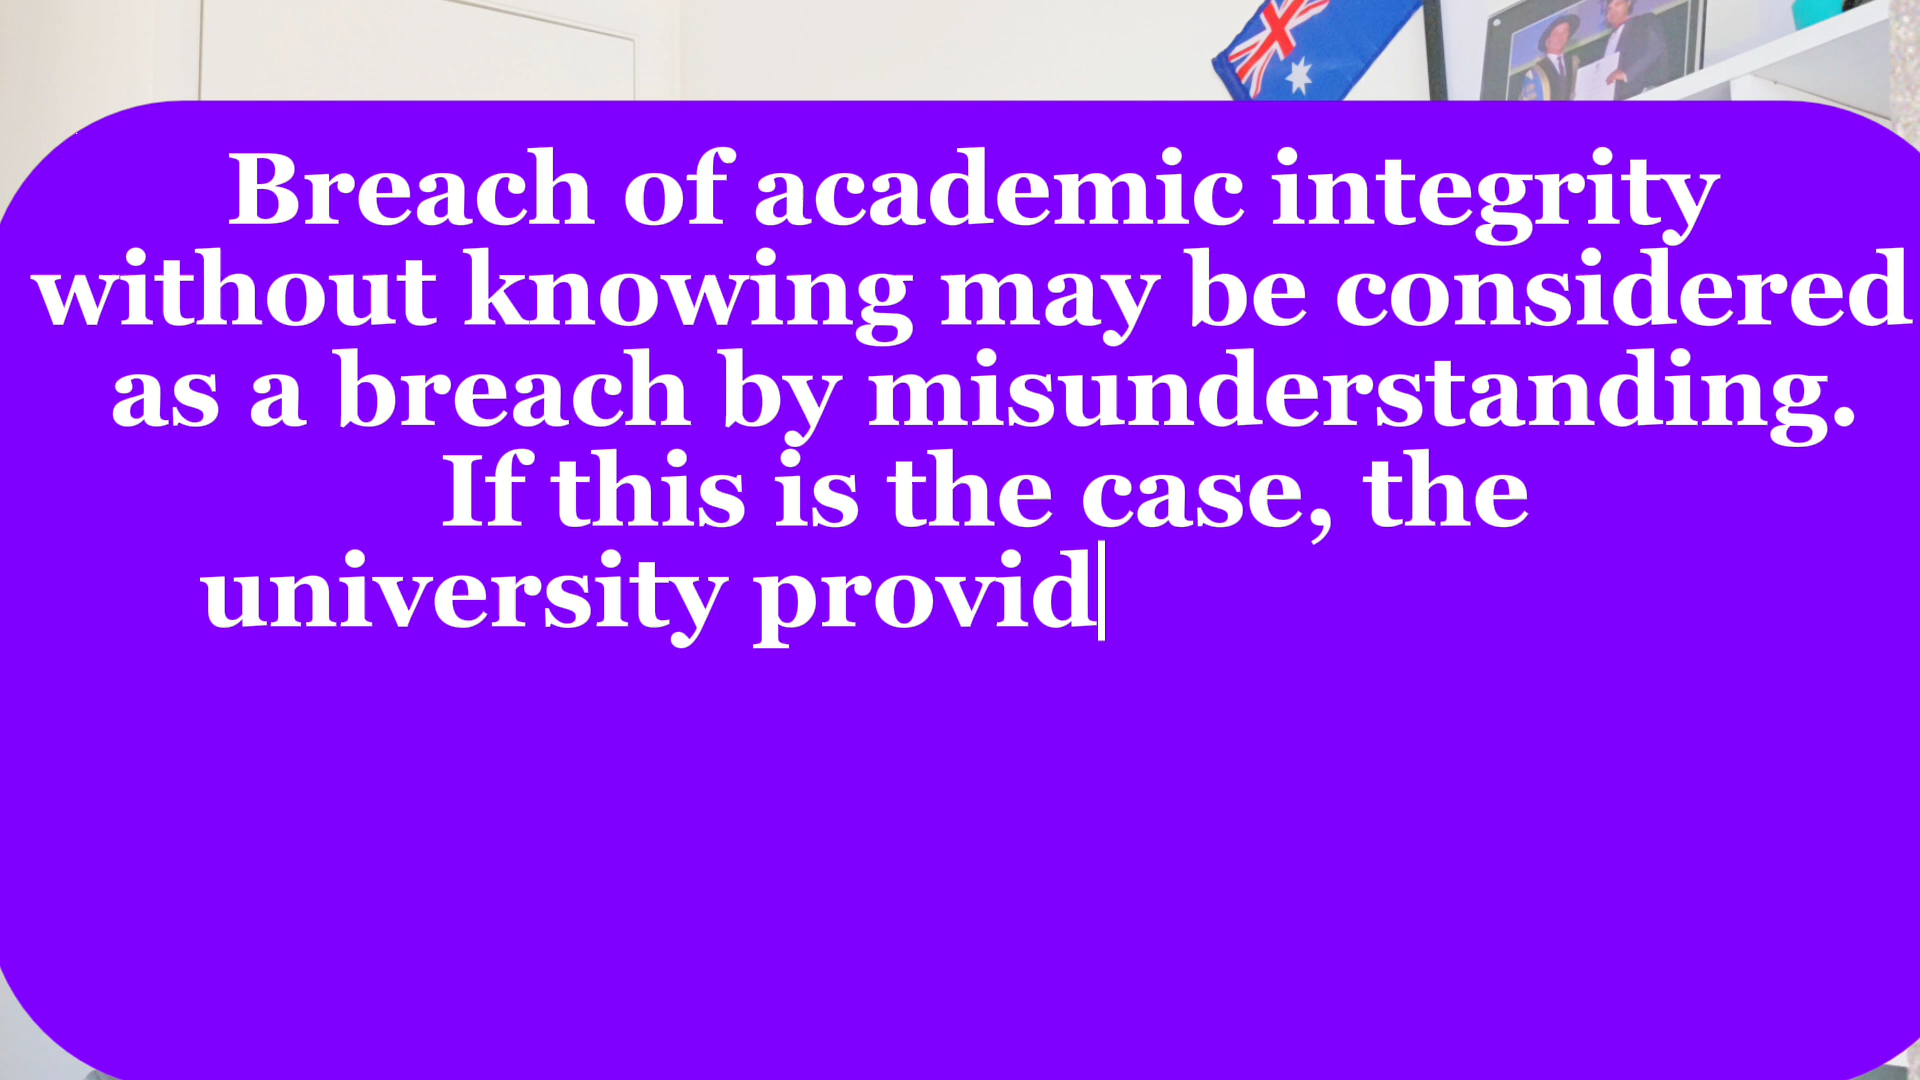 Breach of academic integrity
without knowing may be considered
as a breach by misunderstanding.
If this is the case, the
university provid